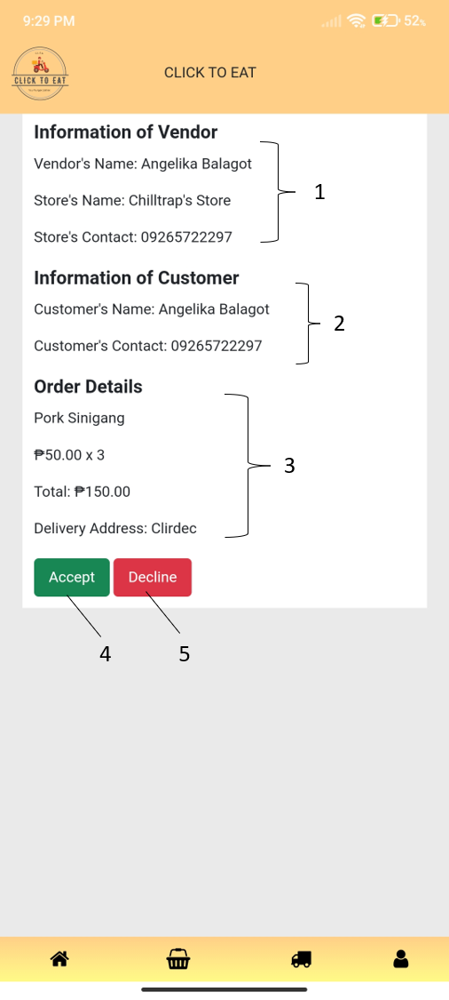 9:29 PM
52%
CLICK TO EAT
CLICK TO EAT
Information of Vendor
Vendor's Name: Angelika Balagot
Store's Name: Chilltrap's Store
Store's Contact: 09265722297
1
Information of Customer
Customer's Name: Angelika Balagot
Customer's Contact: 09265722297
2
Order Details
Pork Sinigang
₱50.00 x 3
Total: ₱150.00
Delivery Address: Clirdec
3
Accept
Decline
4
5